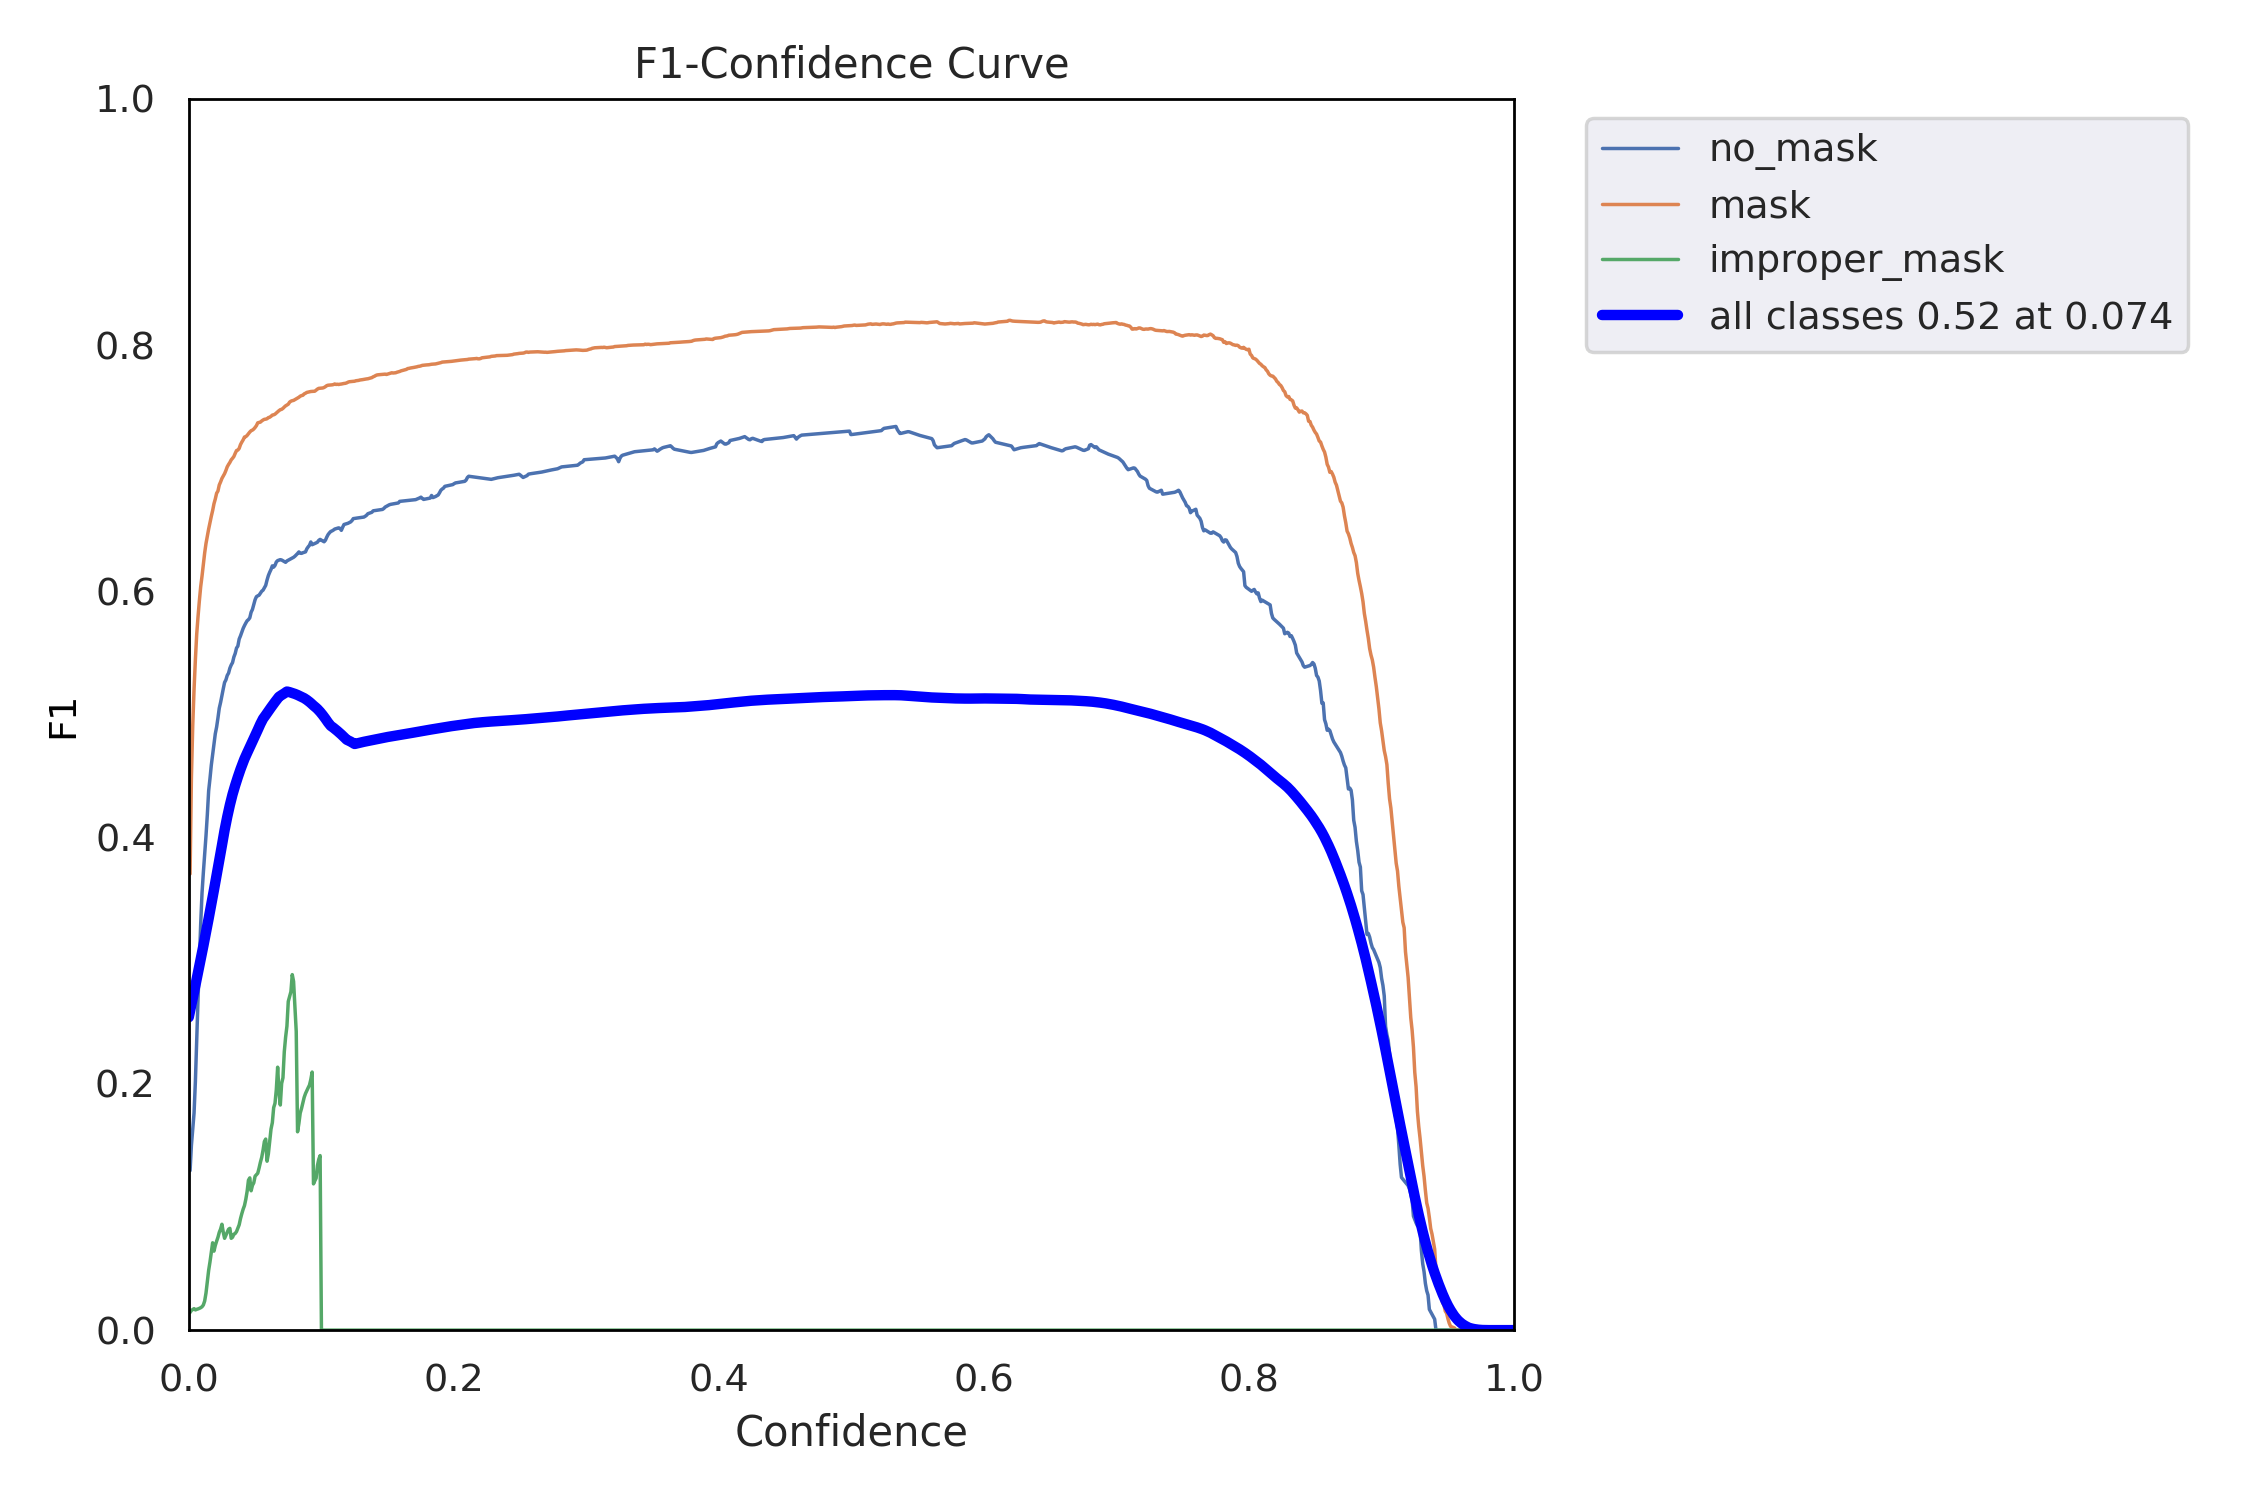 F1-Confidence Curve
1.0
0.8
0.6
0.4
0.2
0.0
F1
0.0 0.2 0.4 0.6 0.8 1.0
Confidence
no_mask
mask
improper_mask
all classes 0.52 at 0.074